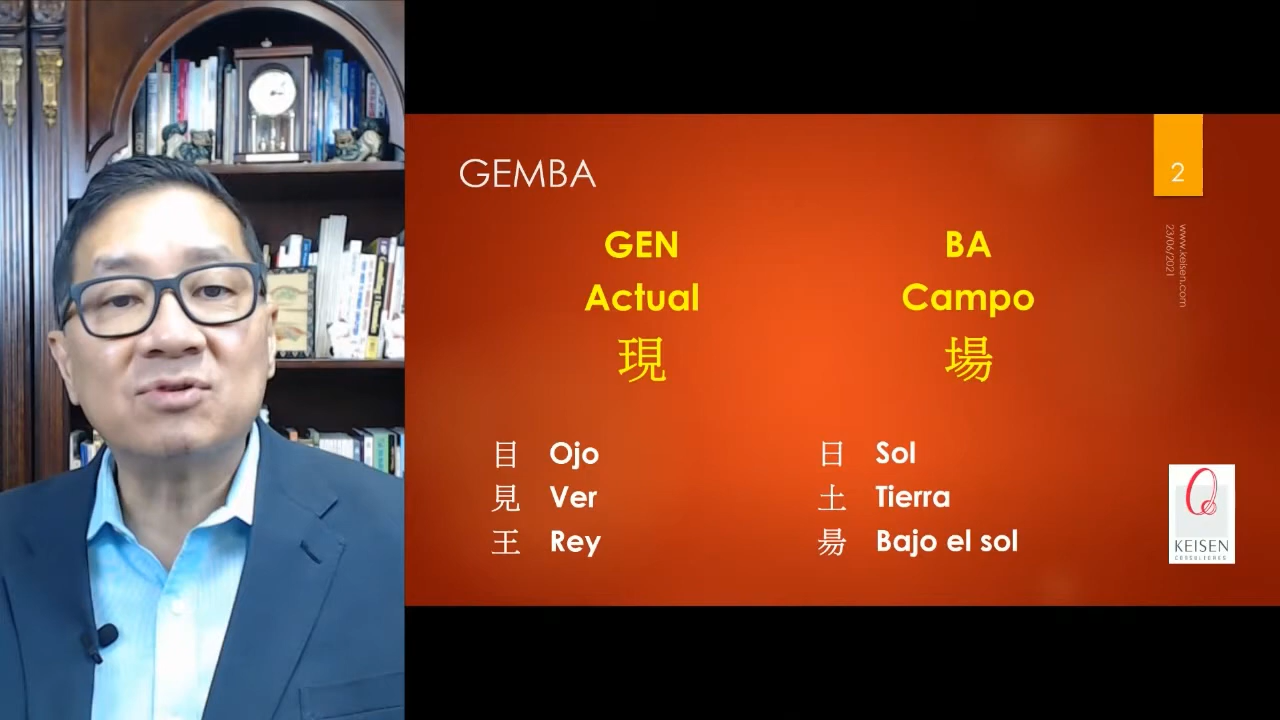 GEMBA
2
GEN
Actual
現
BA
Campo
場
目 Ojo
見 Ver
王 Rey
日 Sol
土 Tierra
昜 Bajo el sol
www.keisen.com
23/06/2021
KEISEN
CONSULTORES